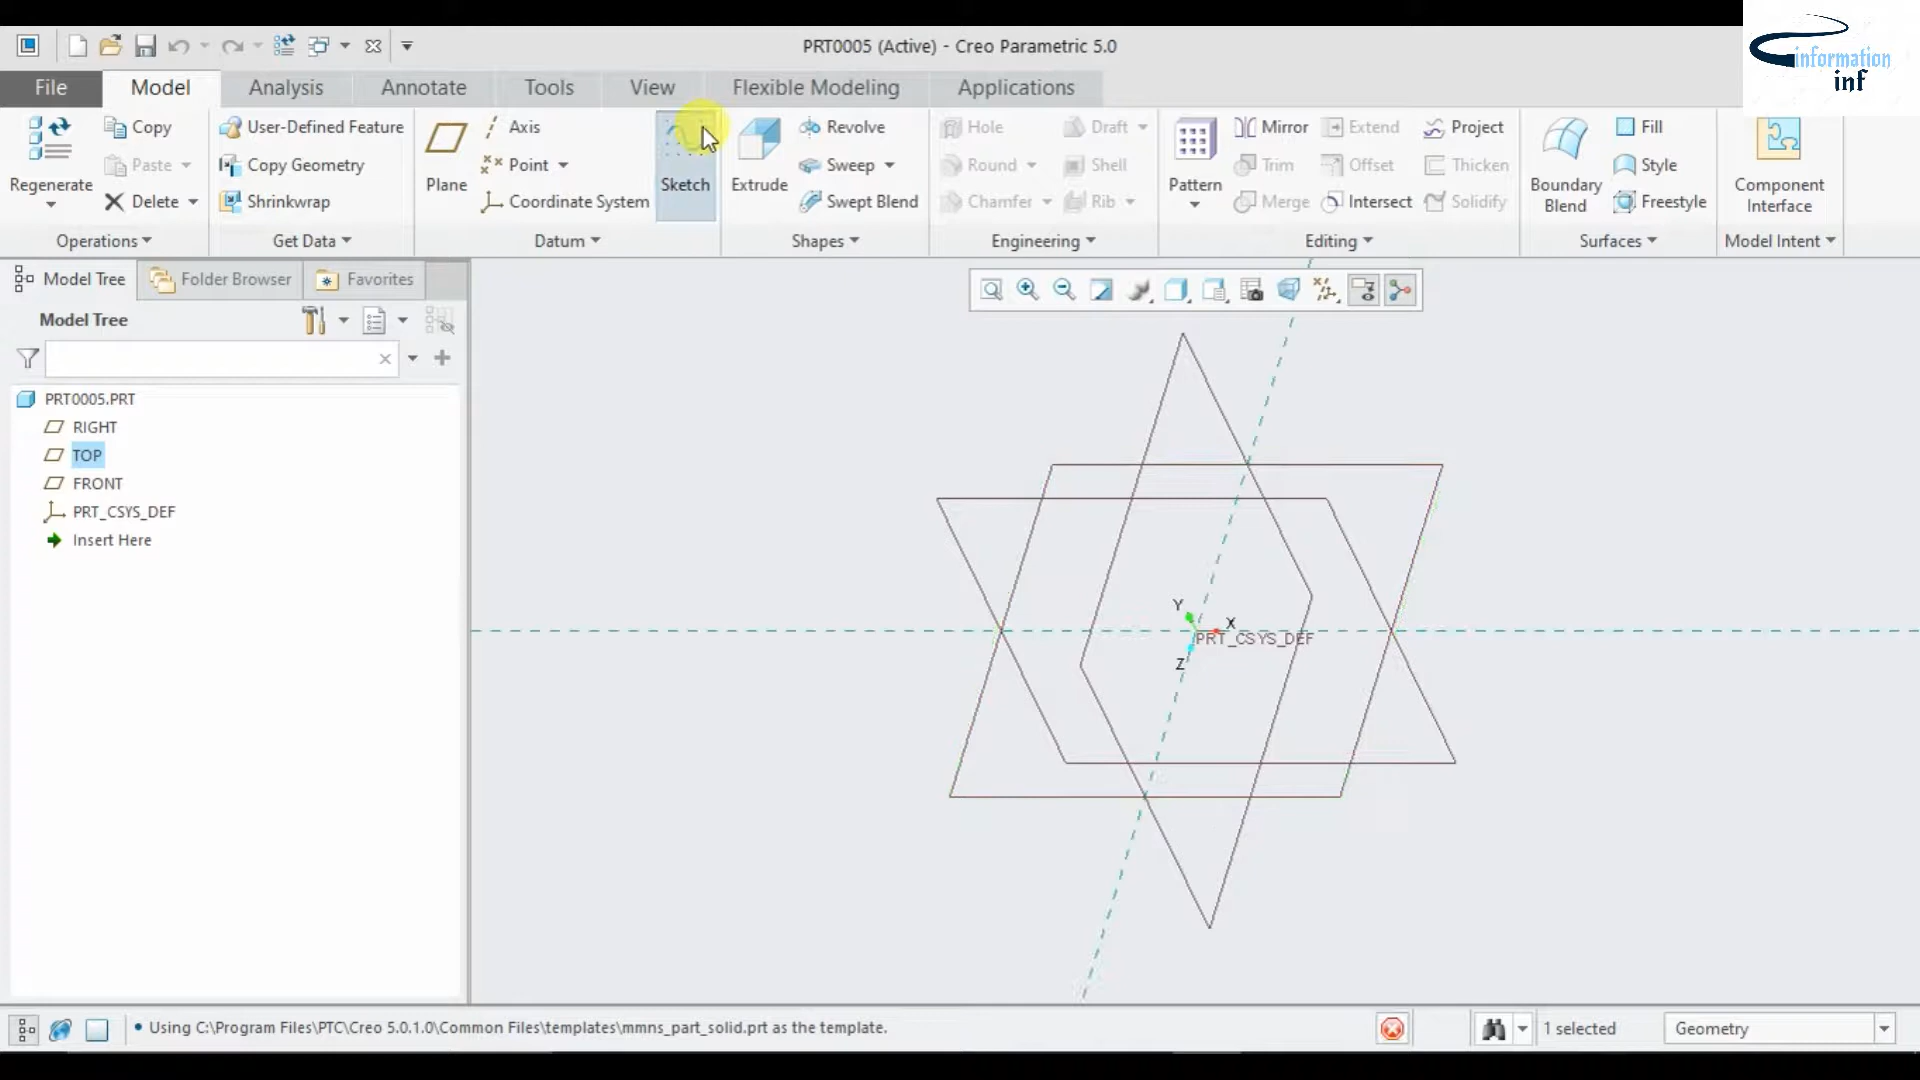 PRT0005 (Active) - Creo Parametric 5.0
information
inf
File
Model
Analysis
Annotate
Tools
View
Flexible Modeling
Applications
Regenerate
Copy
Paste
Delete
Operations
User-Defined Feature
Copy Geometry
Shrinkwrap
Get Data
Plane
Axis
Point
Coordinate System
Sketch
Datum
Extrude
Revolve
Sweep
Swept Blend
Shapes
Hole
Round
Chamfer
Draft
Shell
Rib
Engineering
Pattern
Mirror
Trim
Merge
Extend
Offset
Intersect
Project
Thicken
Solidify
Editing
Boundary
Blend
Fill
Style
Freestyle
Surfaces
Component
Interface
Model Intent
Model Tree
Folder Browser
Favorites
Model Tree
PRT0005.PRT
RIGHT
TOP
FRONT
PRT_CSYS_DEF
Insert Here
Y
X
PRT_CSYS_DEF
Z
• Using C:\Program Files\PTC\Creo 5.0.1.0\Common Files\templates\mmns_part_solid.prt as the template.
1 selected
Geometry